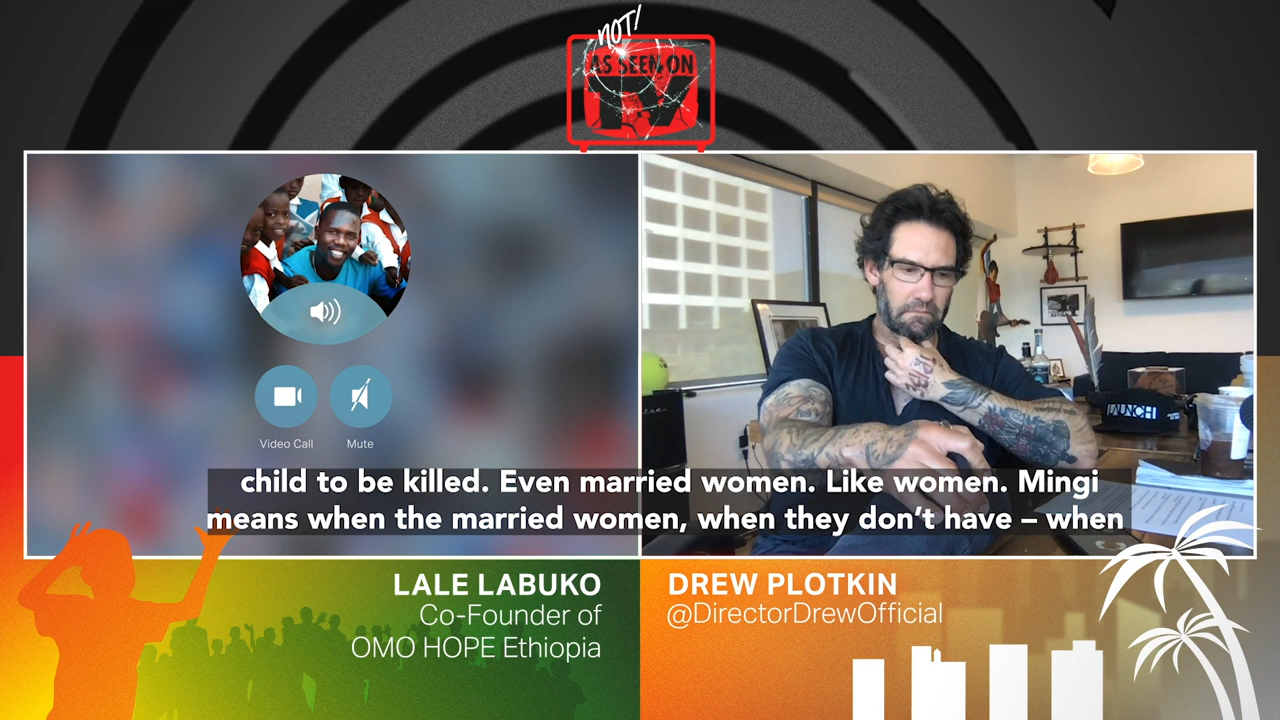 NOT!
AS SEEN ON
TV
Video Call
Mute
LAUNCH
child to be killed. Even married women. Like women. Mingi
means when the married women, when they don’t have – when
LALE LABUKO
Co-Founder of
OMO HOPE Ethiopia
DREW PLOTKIN
@DirectorDrewOfficial